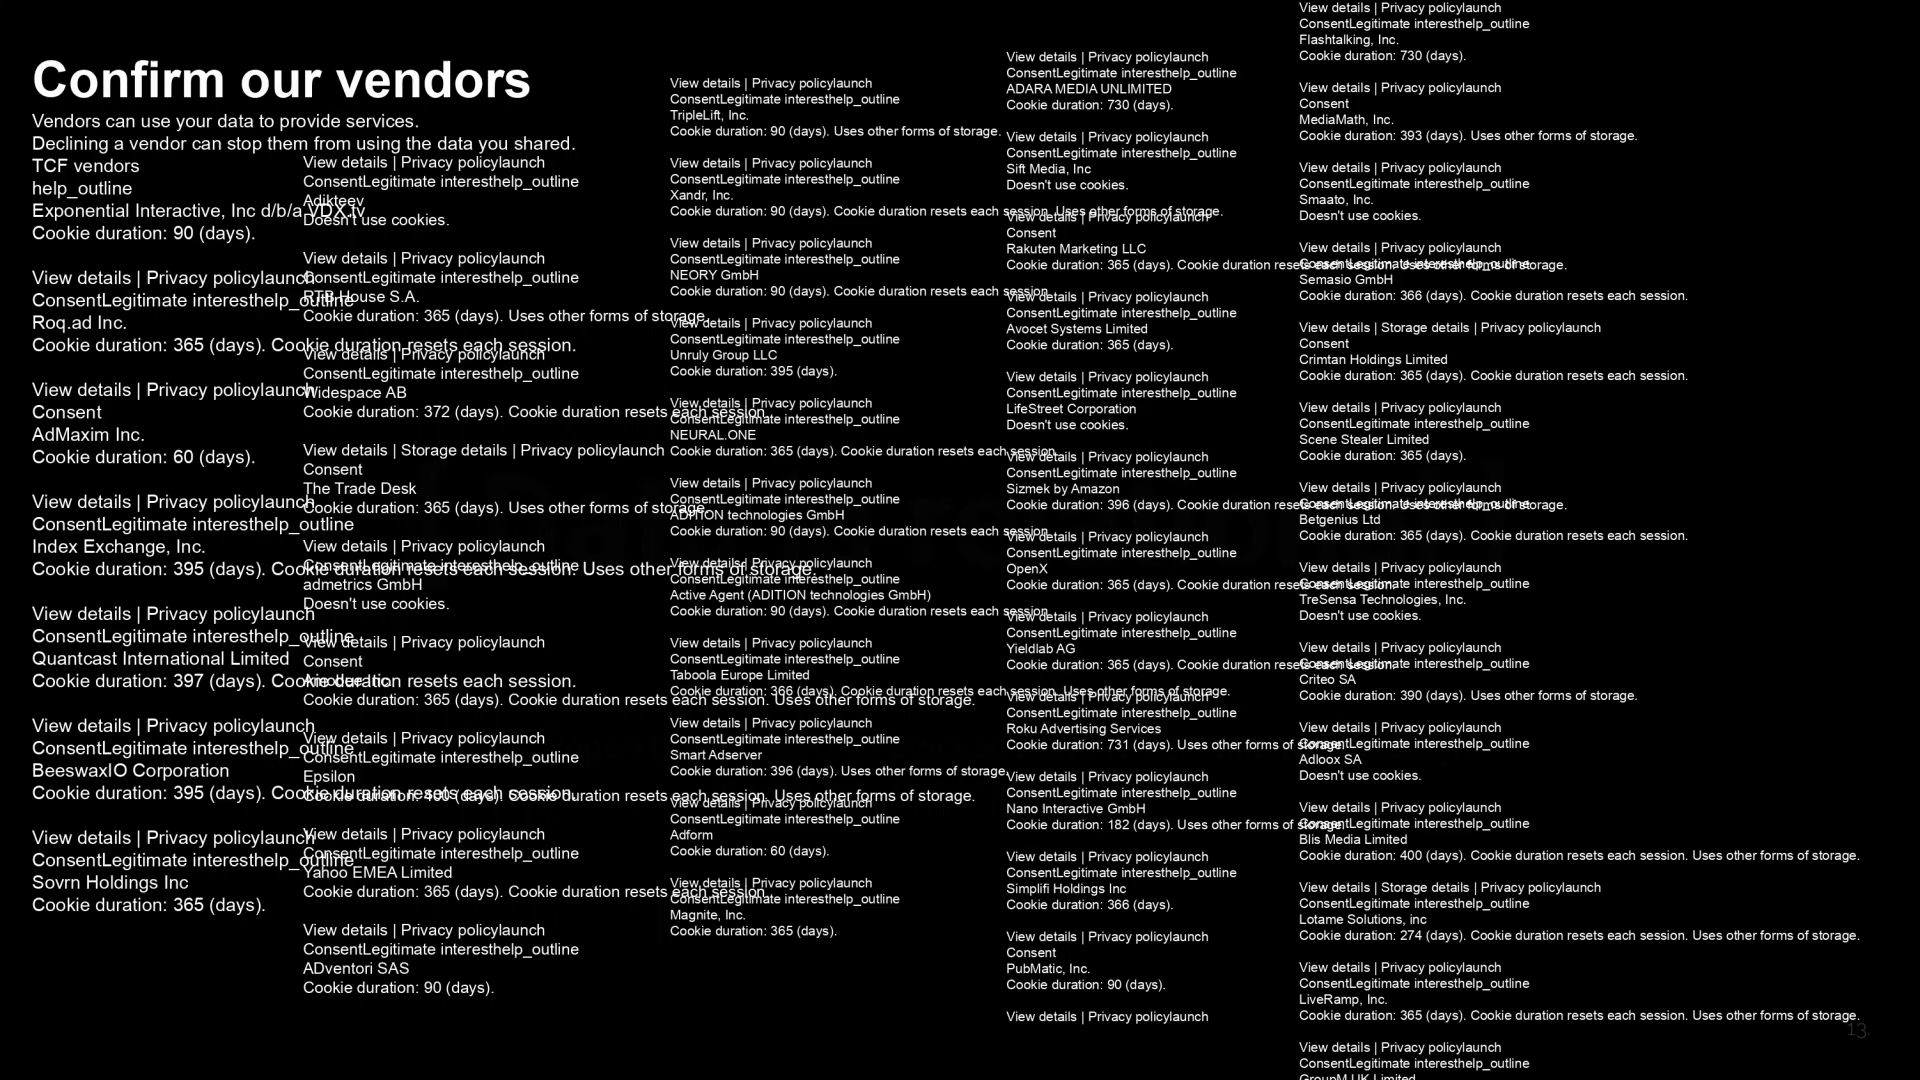 Confirm our vendors
Vendors can use your data to provide services.
Declining a vendor can stop them from using the data you shared.
TCF vendors
help_outline
Exponential Interactive, Inc d/b/a VDX.tv
Cookie duration: 90 (days).
View details | Privacy policylaunch
ConsentLegitimate interesthelp_outline
Roq.ad Inc.
Cookie duration: 365 (days). Cookie duration resets each session.
View details | Privacy policylaunch
Consent
AdMaxim Inc.
Cookie duration: 60 (days).
View details | Privacy policylaunch
ConsentLegitimate interesthelp_outline
Index Exchange, Inc.
Cookie duration: 395 (days). Cookie duration resets each session. Uses other forms of storage.
View details | Privacy policylaunch
ConsentLegitimate interesthelp_outline
Quantcast International Limited
Cookie duration: 397 (days). Cookie duration resets each session.
View details | Privacy policylaunch
ConsentLegitimate interesthelp_outline
BeeswaxIO Corporation
Cookie duration: 395 (days). Cookie duration resets each session.
View details | Privacy policylaunch
ConsentLegitimate interesthelp_outline
Sovrn Holdings Inc
Cookie duration: 365 (days).
View details | Privacy policylaunch
ConsentLegitimate interesthelp_outline
Adikteev
Doesn't use cookies.
View details | Privacy policylaunch
ConsentLegitimate interesthelp_outline
RTB House S.A.
Cookie duration: 365 (days). Uses other forms of storage.
View details | Privacy policylaunch
ConsentLegitimate interesthelp_outline
Widespace AB
Cookie duration: 372 (days). Cookie duration resets each session.
View details | Storage details | Privacy policylaunch
Consent
The Trade Desk
Cookie duration: 365 (days). Uses other forms of storage.
View details | Privacy policylaunch
ConsentLegitimate interesthelp_outline
admetrics GmbH
Doesn't use cookies.
View details | Privacy policylaunch
Consent
Amobee Inc.
Cookie duration: 365 (days). Cookie duration resets each session. Uses other forms of storage.
View details | Privacy policylaunch
ConsentLegitimate interesthelp_outline
Epsilon
Cookie duration: 400 (days). Cookie duration resets each session. Uses other forms of storage.
View details | Privacy policylaunch
ConsentLegitimate interesthelp_outline
Yahoo EMEA Limited
Cookie duration: 365 (days). Cookie duration resets each session.
View details | Privacy policylaunch
ConsentLegitimate interesthelp_outline
ADventori SAS
Cookie duration: 90 (days).
View details | Privacy policylaunch
ConsentLegitimate interesthelp_outline
TripleLift, Inc.
Cookie duration: 90 (days). Uses other forms of storage.
View details | Privacy policylaunch
ConsentLegitimate interesthelp_outline
Xandr, Inc.
Cookie duration: 90 (days). Cookie duration resets each session. Uses other forms of storage.
View details | Privacy policylaunch
ConsentLegitimate interesthelp_outline
NEORY GmbH
Cookie duration: 90 (days). Cookie duration resets each session.
View details | Privacy policylaunch
ConsentLegitimate interesthelp_outline
Unruly Group LLC
Cookie duration: 395 (days).
View details | Privacy policylaunch
ConsentLegitimate interesthelp_outline
NEURAL.ONE
Cookie duration: 365 (days). Cookie duration resets each session.
View details | Privacy policylaunch
ConsentLegitimate interesthelp_outline
ADITION technologies GmbH
Cookie duration: 90 (days). Cookie duration resets each session.
View details | Privacy policylaunch
ConsentLegitimate interesthelp_outline
Active Agent (ADITION technologies GmbH)
Cookie duration: 90 (days). Cookie duration resets each session.
View details | Privacy policylaunch
ConsentLegitimate interesthelp_outline
Taboola Europe Limited
Cookie duration: 366 (days). Cookie duration resets each session. Uses other forms of storage.
View details | Privacy policylaunch
ConsentLegitimate interesthelp_outline
Smart Adserver
Cookie duration: 396 (days). Uses other forms of storage.
View details | Privacy policylaunch
ConsentLegitimate interesthelp_outline
Adform
Cookie duration: 60 (days).
View details | Privacy policylaunch
ConsentLegitimate interesthelp_outline
Magnite, Inc.
Cookie duration: 365 (days).
View details | Privacy policylaunch
ConsentLegitimate interesthelp_outline
ADARA MEDIA UNLIMITED
Cookie duration: 730 (days).
View details | Privacy policylaunch
ConsentLegitimate interesthelp_outline
Sift Media, Inc
Doesn't use cookies.
View details | Privacy policylaunch
Consent
Rakuten Marketing LLC
Cookie duration: 365 (days). Cookie duration resets each session. Uses other forms of storage.
View details | Privacy policylaunch
ConsentLegitimate interesthelp_outline
Avocet Systems Limited
Cookie duration: 365 (days).
View details | Privacy policylaunch
ConsentLegitimate interesthelp_outline
LifeStreet Corporation
Doesn't use cookies.
View details | Privacy policylaunch
ConsentLegitimate interesthelp_outline
Sizmek by Amazon
Cookie duration: 396 (days). Cookie duration resets each session. Uses other forms of storage.
View details | Privacy policylaunch
ConsentLegitimate interesthelp_outline
OpenX
Cookie duration: 365 (days). Cookie duration resets each session.
View details | Privacy policylaunch
ConsentLegitimate interesthelp_outline
Yieldlab AG
Cookie duration: 365 (days). Cookie duration resets each session.
View details | Privacy policylaunch
ConsentLegitimate interesthelp_outline
Roku Advertising Services
Cookie duration: 731 (days). Uses other forms of storage.
View details | Privacy policylaunch
ConsentLegitimate interesthelp_outline
Nano Interactive GmbH
Cookie duration: 182 (days). Uses other forms of storage.
View details | Privacy policylaunch
ConsentLegitimate interesthelp_outline
Simplifi Holdings Inc
Cookie duration: 366 (days).
View details | Privacy policylaunch
Consent
PubMatic, Inc.
Cookie duration: 90 (days).
View details | Privacy policylaunch
View details | Privacy policylaunch
ConsentLegitimate interesthelp_outline
Flashtalking, Inc.
Cookie duration: 730 (days).
View details | Privacy policylaunch
Consent
MediaMath, Inc.
Cookie duration: 393 (days). Uses other forms of storage.
View details | Privacy policylaunch
ConsentLegitimate interesthelp_outline
Smaato, Inc.
Doesn't use cookies.
View details | Privacy policylaunch
ConsentLegitimate interesthelp_outline
Semasio GmbH
Cookie duration: 366 (days). Cookie duration resets each session.
View details | Storage details | Privacy policylaunch
Consent
Crimtan Holdings Limited
Cookie duration: 365 (days). Cookie duration resets each session.
View details | Privacy policylaunch
ConsentLegitimate interesthelp_outline
Scene Stealer Limited
Cookie duration: 365 (days).
View details | Privacy policylaunch
ConsentLegitimate interesthelp_outline
Betgenius Ltd
Cookie duration: 365 (days). Cookie duration resets each session.
View details | Privacy policylaunch
ConsentLegitimate interesthelp_outline
TreSensa Technologies, Inc.
Doesn't use cookies.
View details | Privacy policylaunch
ConsentLegitimate interesthelp_outline
Criteo SA
Cookie duration: 390 (days). Uses other forms of storage.
View details | Privacy policylaunch
ConsentLegitimate interesthelp_outline
Adloox SA
Doesn't use cookies.
View details | Privacy policylaunch
ConsentLegitimate interesthelp_outline
Blis Media Limited
Cookie duration: 400 (days). Cookie duration resets each session. Uses other forms of storage.
View details | Storage details | Privacy policylaunch
ConsentLegitimate interesthelp_outline
Lotame Solutions, inc
Cookie duration: 274 (days). Cookie duration resets each session. Uses other forms of storage.
View details | Privacy policylaunch
ConsentLegitimate interesthelp_outline
LiveRamp, Inc.
Cookie duration: 365 (days). Cookie duration resets each session. Uses other forms of storage.
View details | Privacy policylaunch
ConsentLegitimate interesthelp_outline
GroupM UK Limited
13